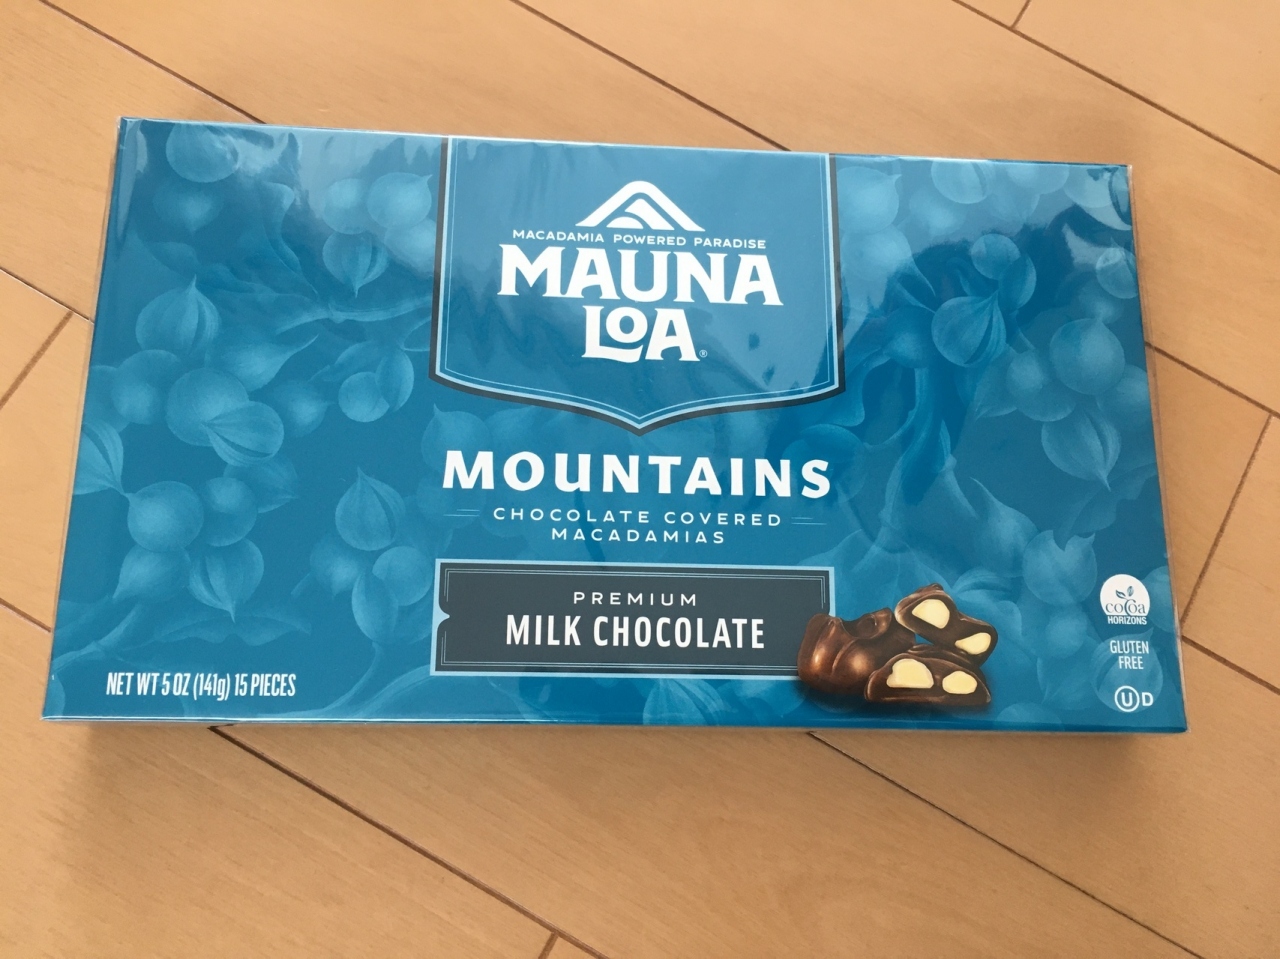 MACADAMIA POWERED PARADISE
MAUNA
LOA®
MOUNTAINS
CHOCOLATE COVERED
MACADAMIAS
PREMIUM
MILK CHOCOLATE
NET WT 5 OZ (141g) 15 PIECES
cocoa
HORIZONS
GLUTEN
FREE
Ⓤ D